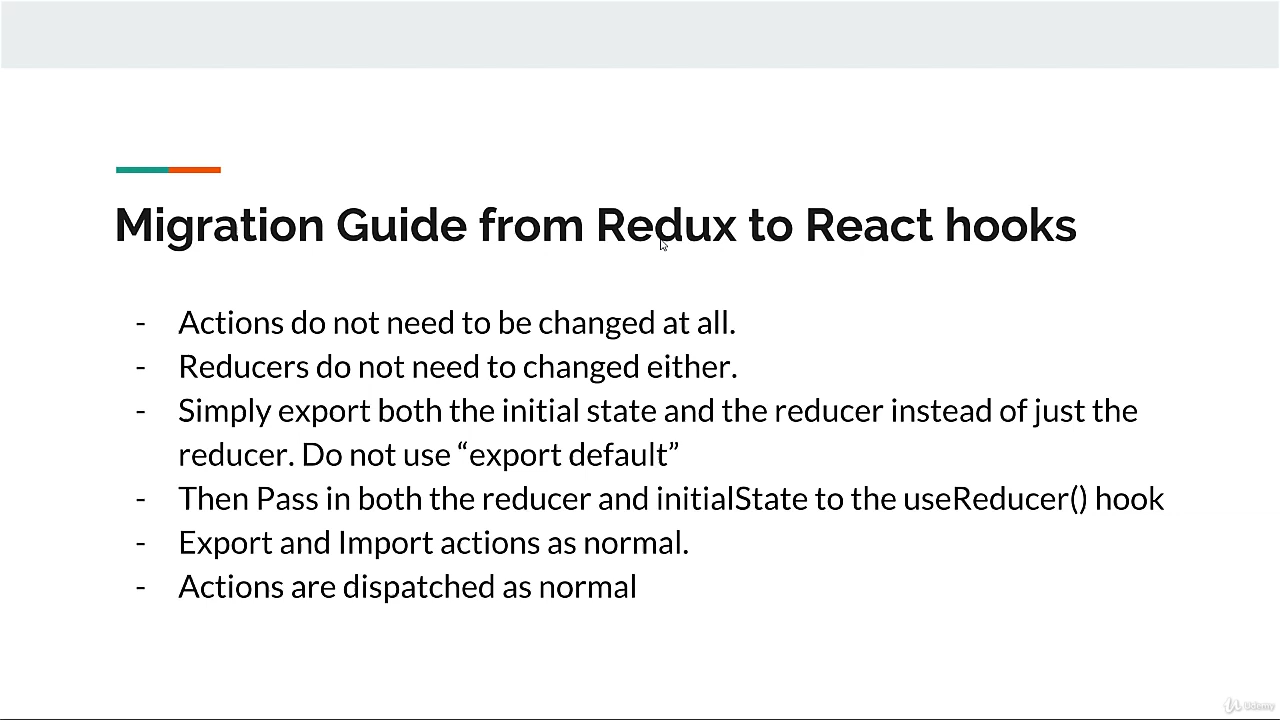 Migration Guide from Redux to React hooks
- Actions do not need to be changed at all.
- Reducers do not need to changed either.
- Simply export both the initial state and the reducer instead of just the
reducer. Do not use “export default”
- Then Pass in both the reducer and initialState to the useReducer() hook
- Export and Import actions as normal.
- Actions are dispatched as normal
Udemy